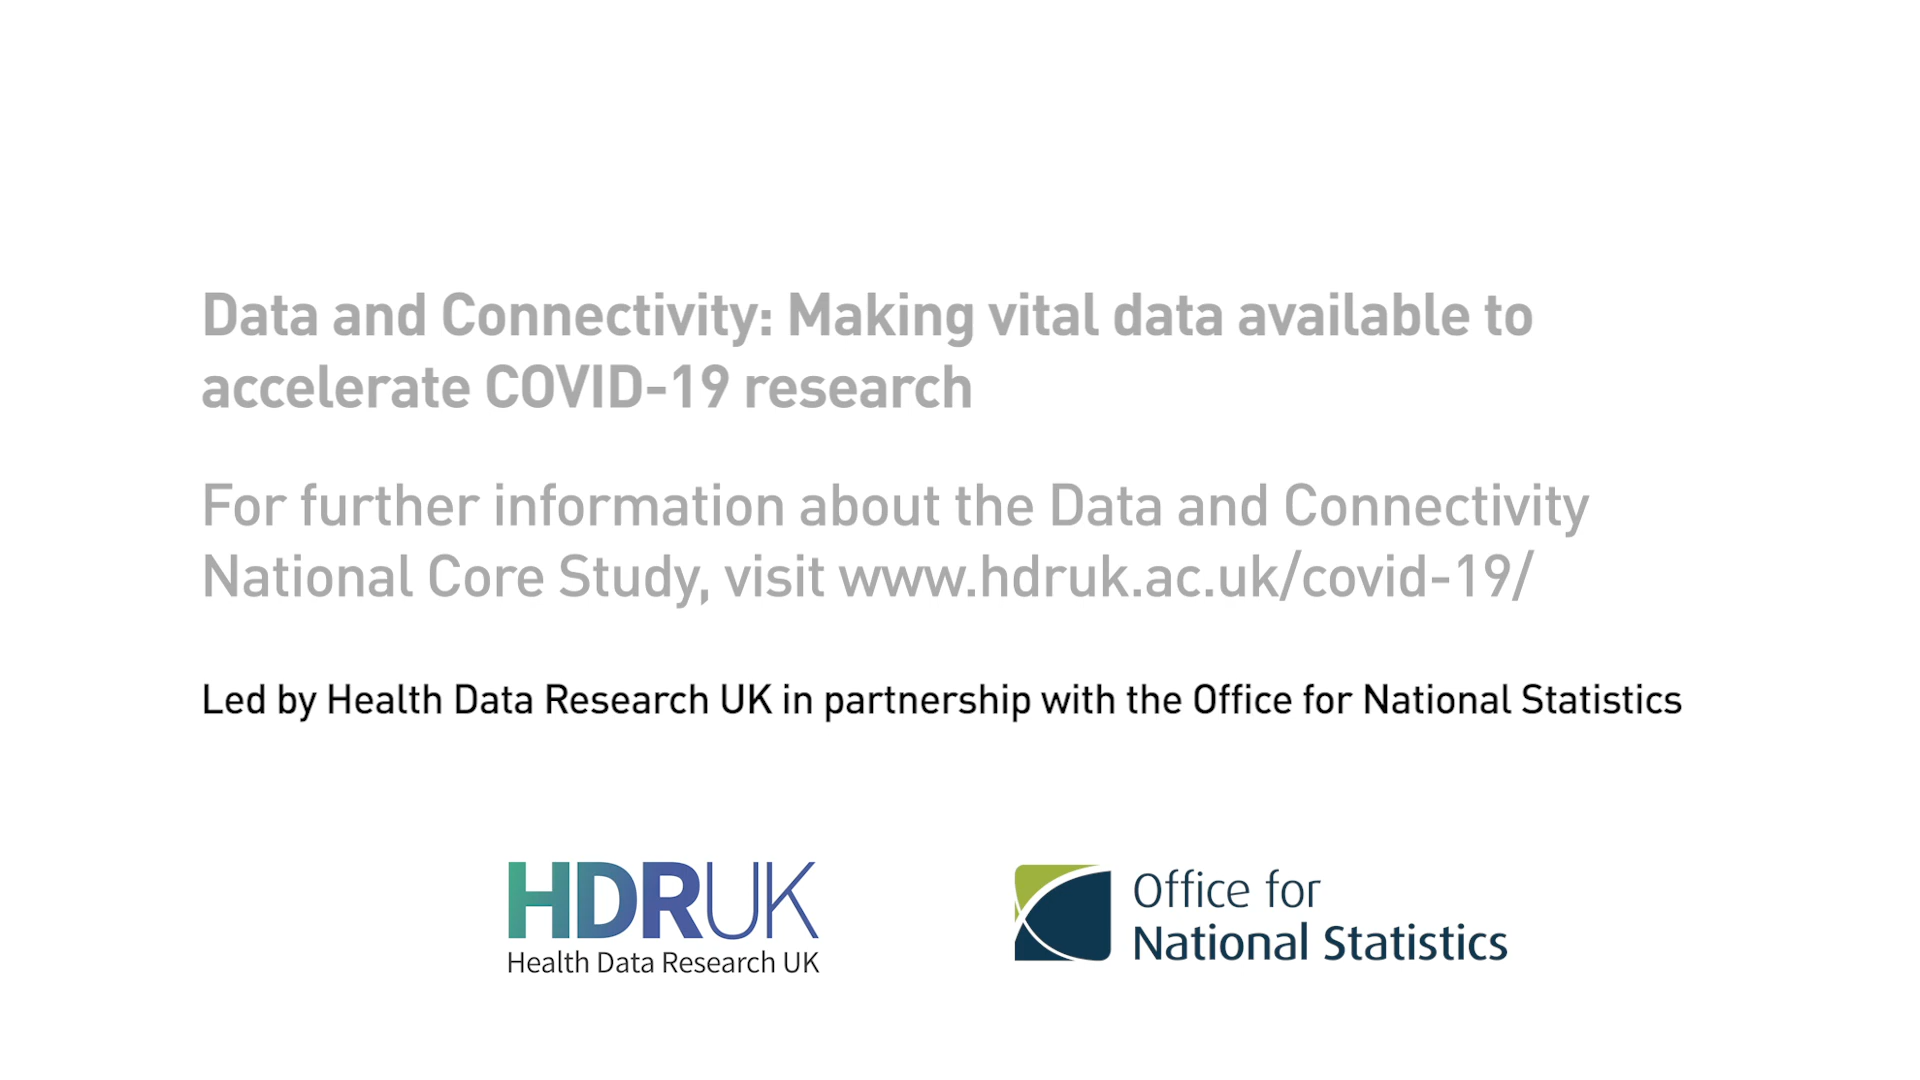 Data and Connectivity: Making vital data available to
accelerate COVID-19 research
For further information about the Data and Connectivity
National Core Study, visit www.hdruk.ac.uk/covid-19/
Led by Health Data Research UK in partnership with the Office for National Statistics
HDRUK
Health Data Research UK
Office for
National Statistics